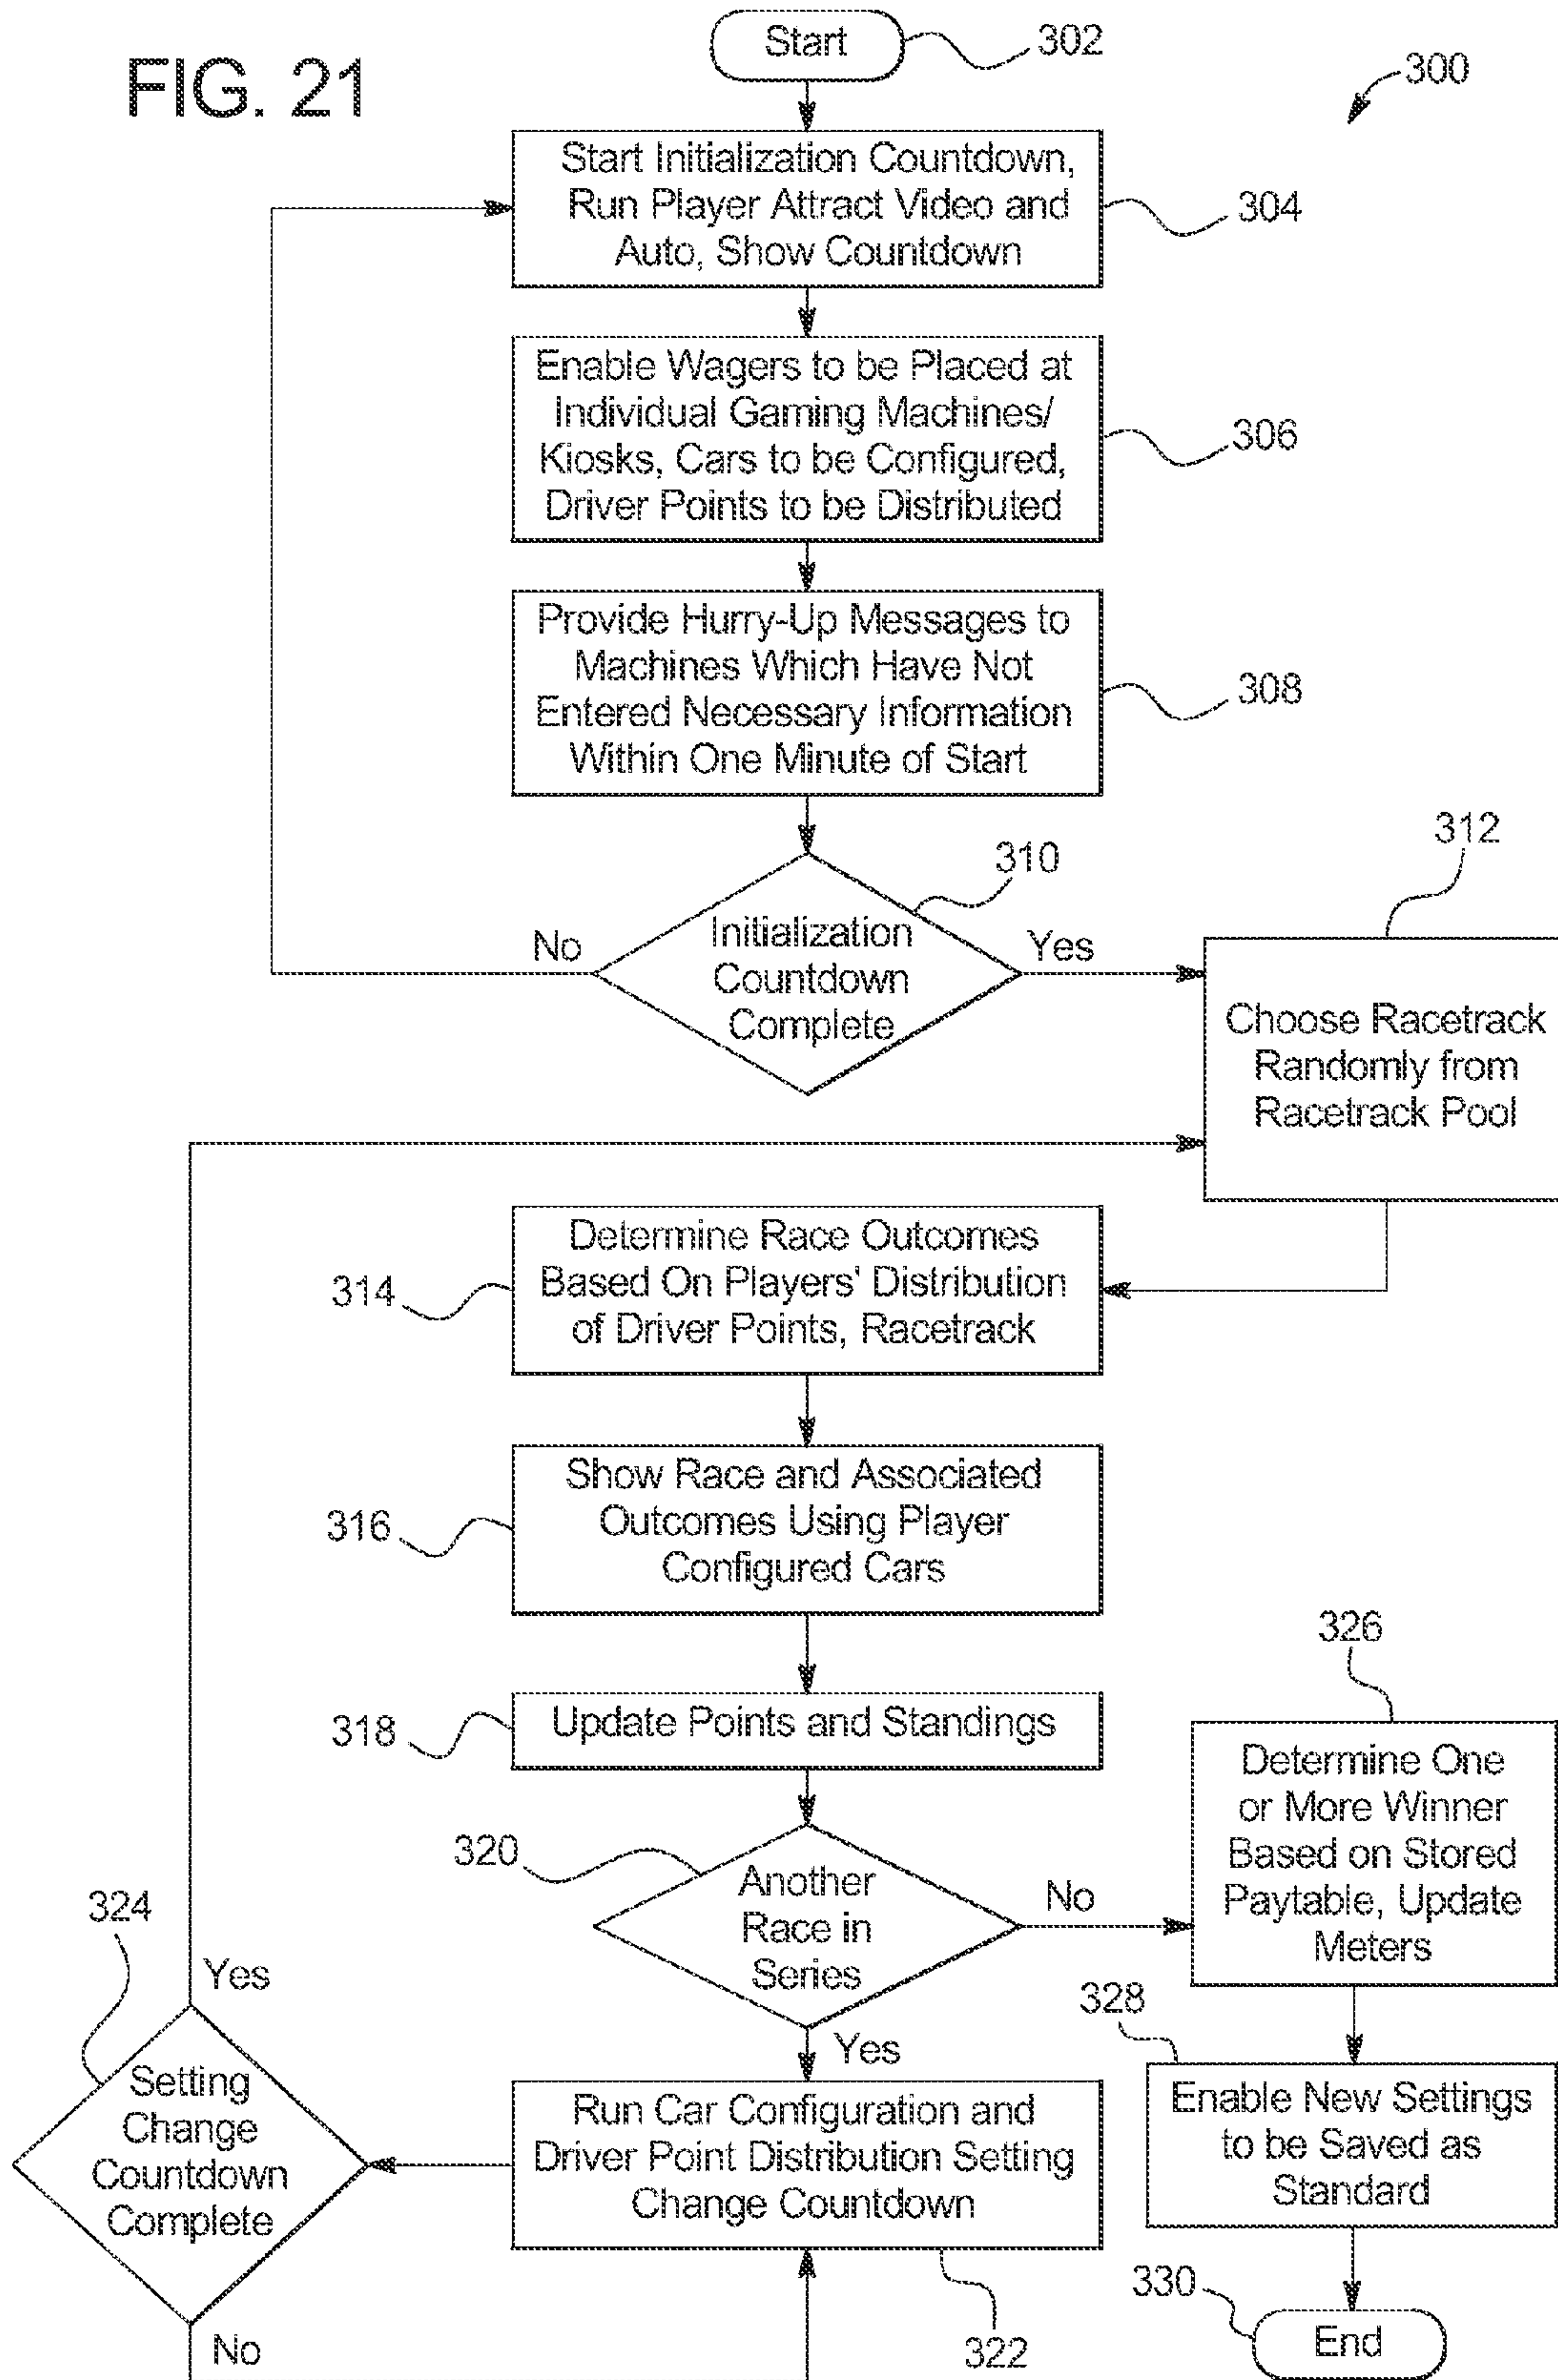 FIG. 21
Start
302
300
Start Initialization Countdown,
Run Player Attract Video and
Auto, Show Countdown
304
Enable Wagers to be Placed at
Individual Gaming Machines/
Kiosks, Cars to be Configured,
Driver Points to be Distributed
306
Provide Hurry-Up Messages to
Machines Which Have Not
Entered Necessary Information
Within One Minute of Start
308
310
Initialization
Countdown
Complete
No
Yes
312
Choose Racetrack
Randomly from
Racetrack Pool
314
Determine Race Outcomes
Based On Players' Distribution
of Driver Points, Racetrack
316
Show Race and Associated
Outcomes Using Player
Configured Cars
318
Update Points and Standings
320
Another
Race in
Series
No
Yes
326
Determine One
or More Winner
Based on Stored
Paytable, Update
Meters
324
Yes
Setting
Change
Countdown
Complete
No
Run Car Configuration and
Driver Point Distribution Setting
Change Countdown
322
328
Enable New Settings
to be Saved as
Standard
330
End